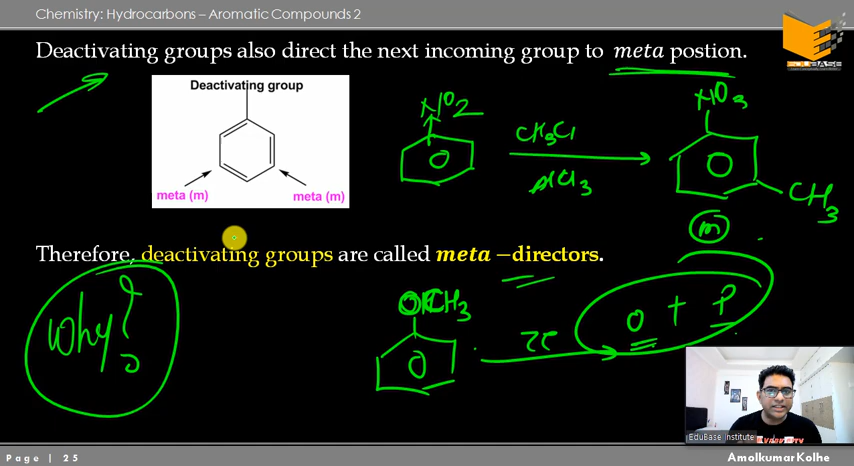 Chemistry: Hydrocarbons – Aromatic Compounds 2
Deactivating groups also direct the next incoming group to meta postion.
EDUBASE
Deactivating group
meta (m)
meta (m)
NO2
CH3Cl
AlCl3
NO3
CH3
m
Therefore, deactivating groups are called meta – directors.
Why?
OCH3
O + P
EduBase Institute
Page | 25
AmolkumarKolhe